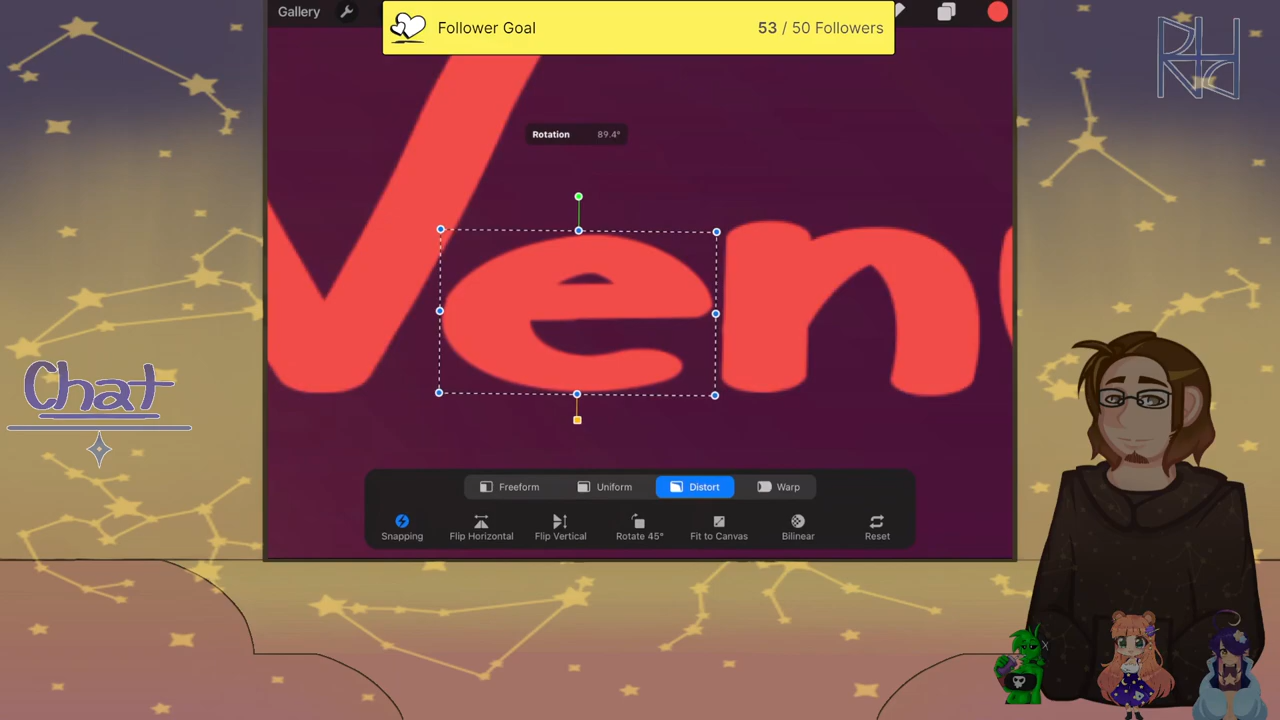 Gallery
Follower Goal 53 / 50 Followers
Rotation 89.4°
Ven
Chat
Freeform Uniform Distort Warp
Snapping Flip Horizontal Flip Vertical Rotate 45° Fit to Canvas Bilinear Reset